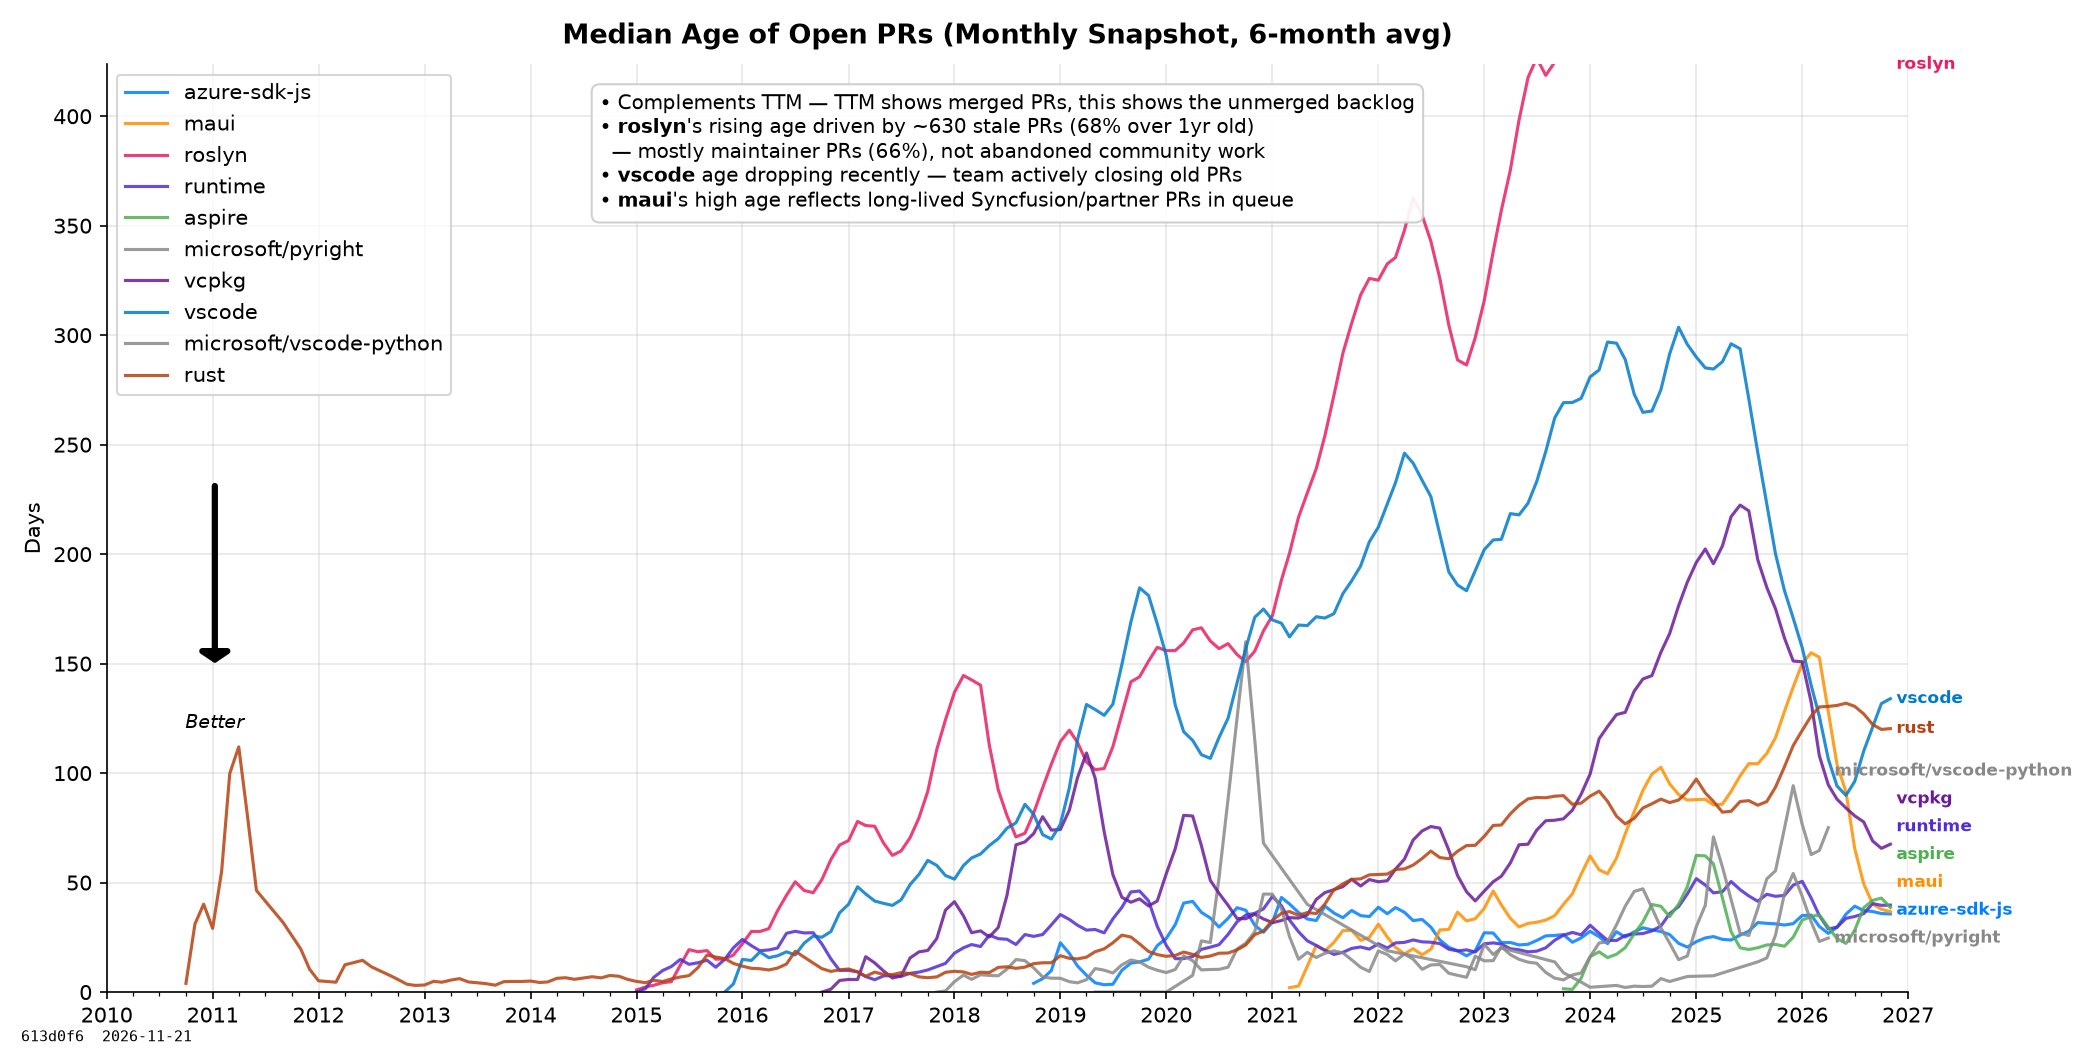 Median Age of Open PRs (Monthly Snapshot, 6-month avg)
azure-sdk-js
maui
roslyn
runtime
aspire
microsoft/pyright
vcpkg
vscode
microsoft/vscode-python
rust
• Complements TTM — TTM shows merged PRs, this shows the unmerged backlog
• roslyn's rising age driven by ~630 stale PRs (68% over 1yr old)
— mostly maintainer PRs (66%), not abandoned community work
• vscode age dropping recently — team actively closing old PRs
• maui's high age reflects long-lived Syncfusion/partner PRs in queue
roslyn
400
350
300
250
200
150
100
50
0
Days
Better
vscode
rust
microsoft/vscode-python
vcpkg
runtime
aspire
maui
azure-sdk-js
microsoft/pyright
2010 2011 2012 2013 2014 2015 2016 2017 2018 2019 2020 2021 2022 2023 2024 2025 2026 2027
613d0f6 2026-11-21